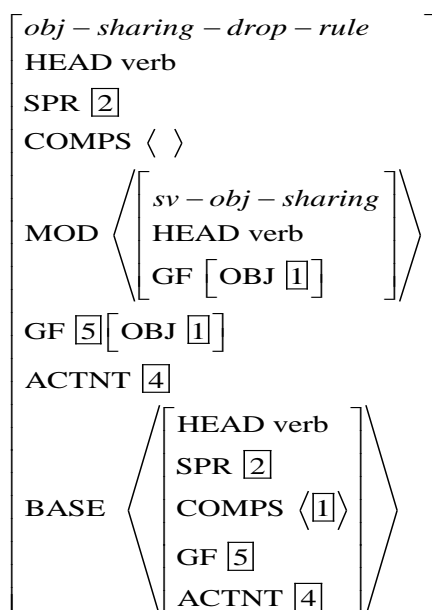 obj − sharing − drop − rule
HEAD verb
SPR [2]
COMPS ⟨ ⟩
MOD ⟨ [ sv − obj − sharing
HEAD verb
GF [OBJ [1]] ] ⟩
GF [5] [OBJ [1]]
ACTNT [4]
BASE ⟨ [ HEAD verb
SPR [2]
COMPS ⟨[1]⟩
GF [5]
ACTNT [4] ] ⟩